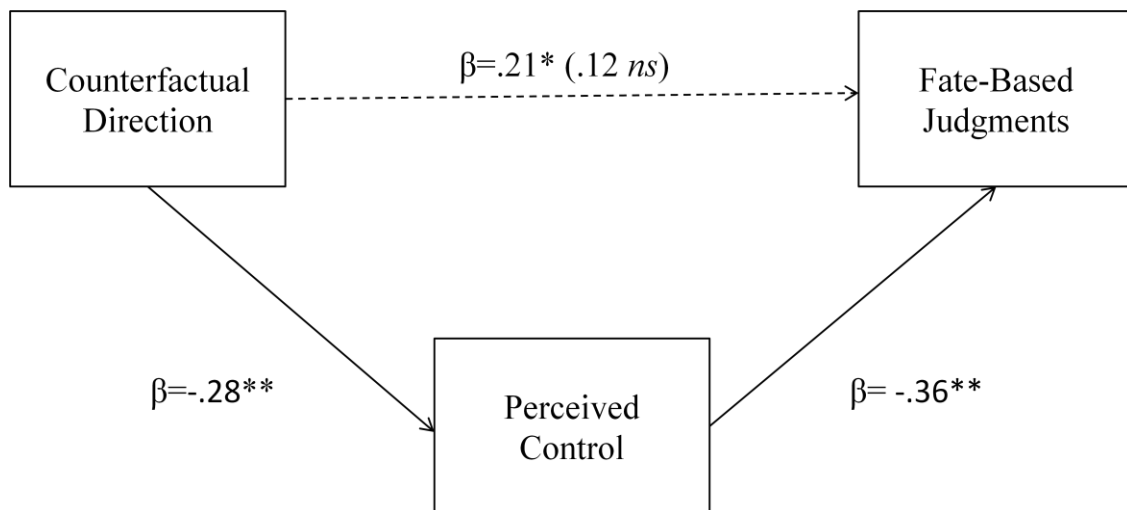 Counterfactual
Direction
β=.21* (.12 ns)
Fate-Based
Judgments
β=-.28**
Perceived
Control
β= -.36**